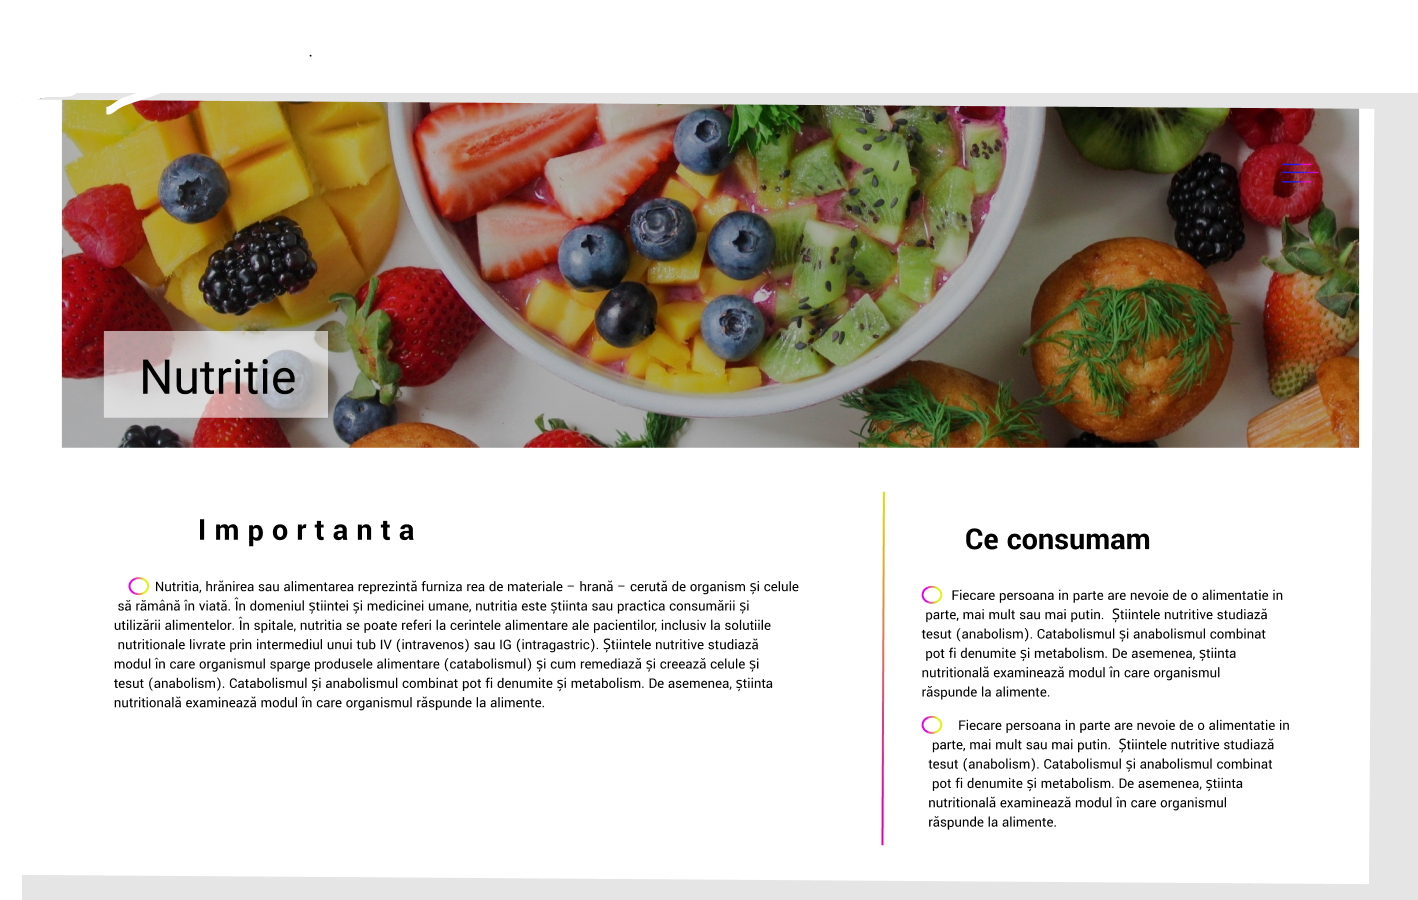 Nutritie
Importanta
Nutritia, hrănirea sau alimentarea reprezintă furniza rea de materiale – hrană – cerută de organism și celule
să rămână în viată. În domeniul știintei și medicinei umane, nutritia este știinta sau practica consumării și
utilizării alimentelor. În spitale, nutritia se poate referi la cerintele alimentare ale pacientilor, inclusiv la solutiile
nutritionale livrate prin intermediul unui tub IV (intravenos) sau IG (intragastric). Știintele nutritive studiază
modul în care organismul sparge produsele alimentare (catabolismul) și cum remediază și creează celule și
tesut (anabolism). Catabolismul și anabolismul combinat pot fi denumite și metabolism. De asemenea, știinta
nutritională examinează modul în care organismul răspunde la alimente.
Ce consumam
Fiecare persoana in parte are nevoie de o alimentatie in
parte, mai mult sau mai putin. Știintele nutritive studiază
tesut (anabolism). Catabolismul și anabolismul combinat
pot fi denumite și metabolism. De asemenea, știinta
nutritională examinează modul în care organismul
răspunde la alimente.
Fiecare persoana in parte are nevoie de o alimentatie in
parte, mai mult sau mai putin. Știintele nutritive studiază
tesut (anabolism). Catabolismul și anabolismul combinat
pot fi denumite și metabolism. De asemenea, știinta
nutritională examinează modul în care organismul
răspunde la alimente.